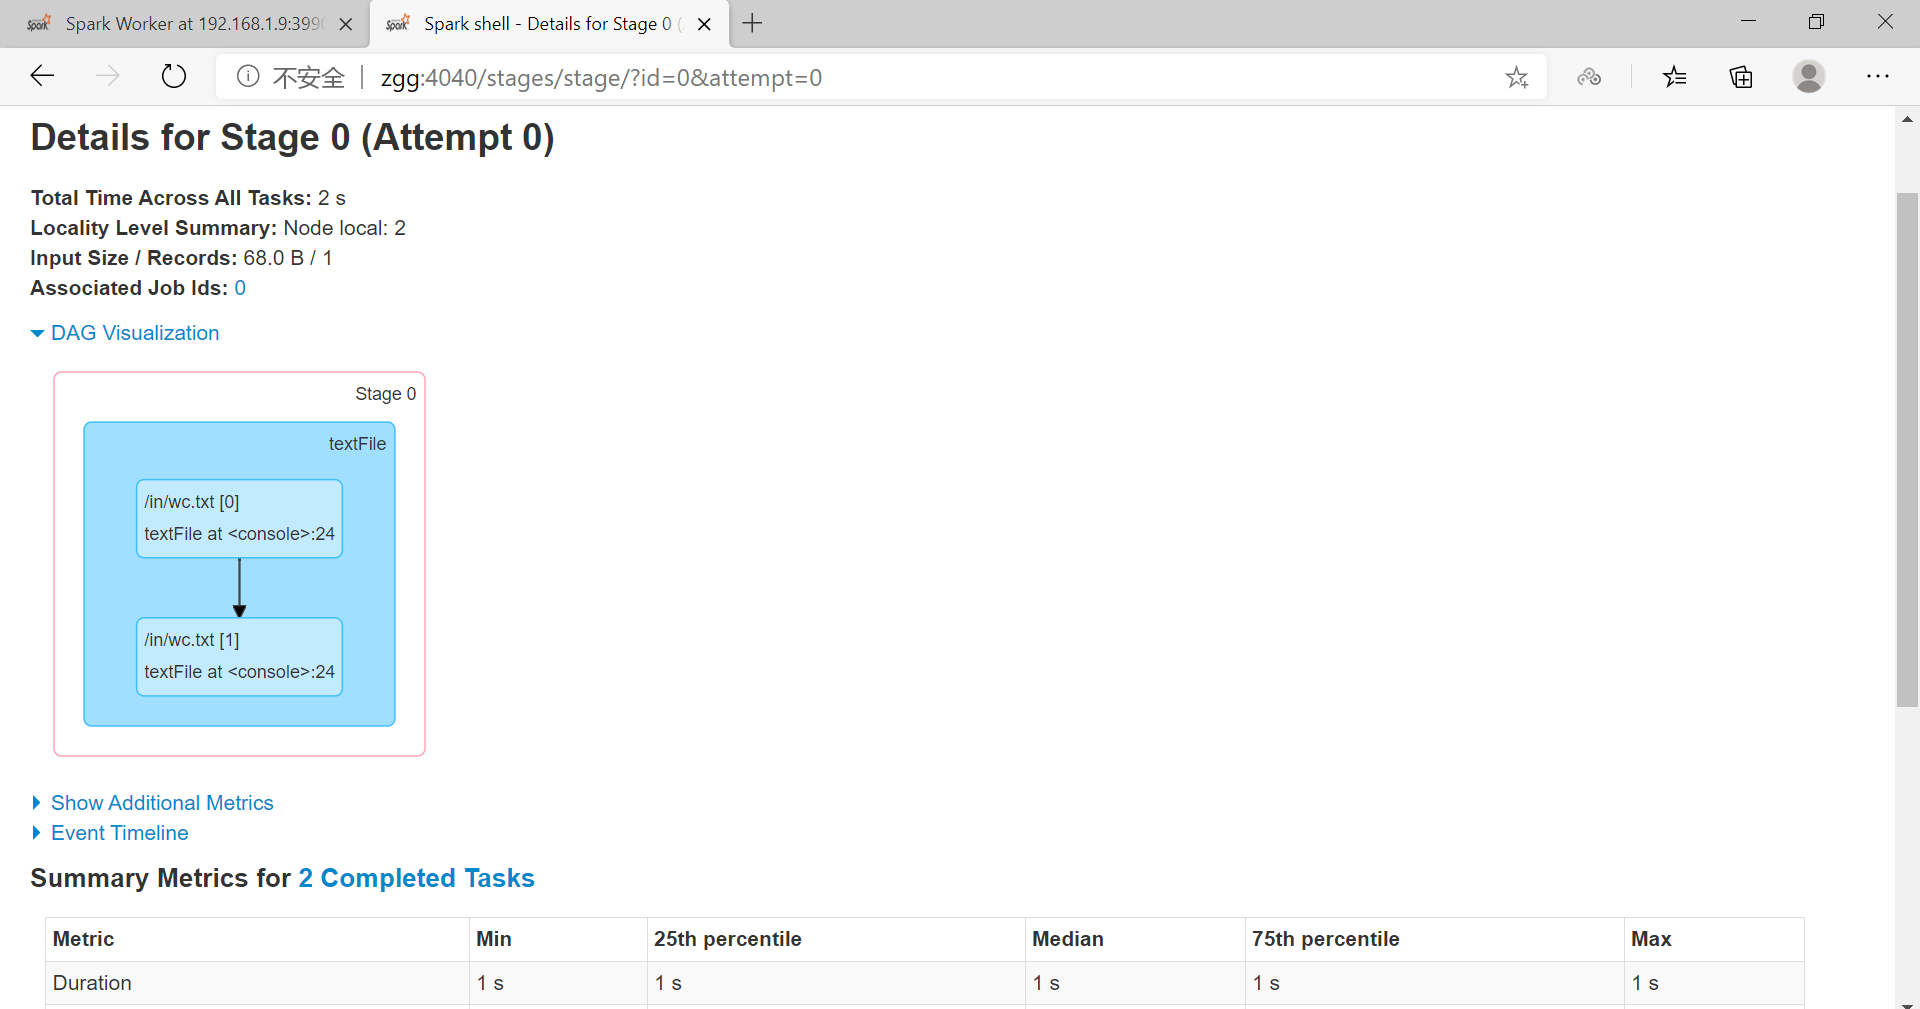 Spark Worker at 192.168.1.9:399
Spark shell - Details for Stage 0 (
不安全 zgg:4040/stages/stage/?id=0&attempt=0
Details for Stage 0 (Attempt 0)
Total Time Across All Tasks: 2 s
Locality Level Summary: Node local: 2
Input Size / Records: 68.0 B / 1
Associated Job Ids: 0
DAG Visualization
Stage 0
textFile
/in/wc.txt [0]
textFile at <console>:24
/in/wc.txt [1]
textFile at <console>:24
Show Additional Metrics
Event Timeline
Summary Metrics for 2 Completed Tasks
Metric Min 25th percentile Median 75th percentile Max
Duration 1 s 1 s 1 s 1 s 1 s